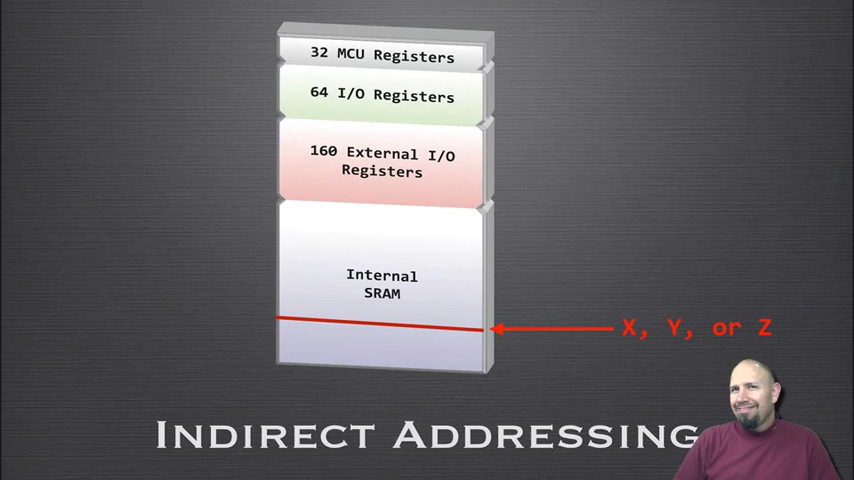 32 MCU Registers
64 I/O Registers
160 External I/O
Registers
Internal
SRAM
X, Y, or Z
INDIRECT ADDRESSING